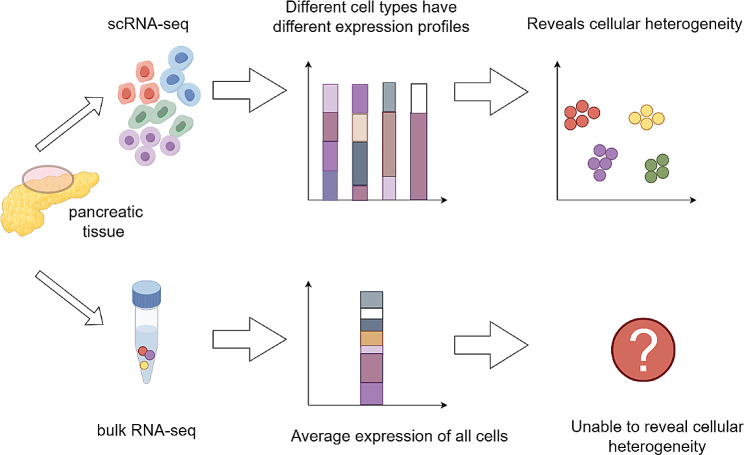 scRNA-seq
Different cell types have
different expression profiles
Reveals cellular heterogeneity
pancreatic
tissue
bulk RNA-seq
Average expression of all cells
?
Unable to reveal cellular
heterogeneity